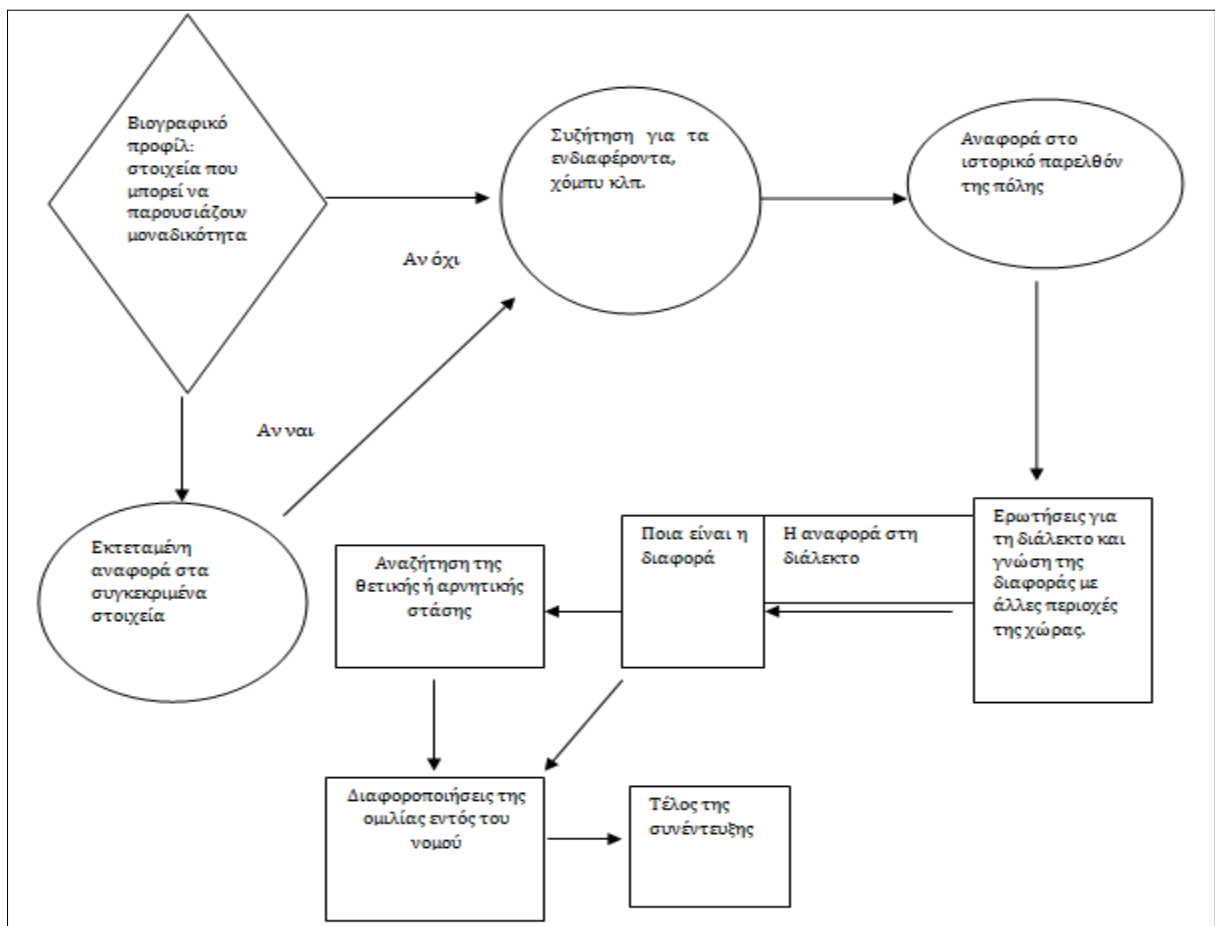 Βιογραφικό
προφίλ:
στοιχεία που
μπορεί να
παρουσιάζουν
μοναδικότητα
Συζήτηση για τα
ενδιαφέροντα,
χόμπυ κλπ.
Αναφορά στο
ιστορικό παρελθόν
της πόλης
Αν όχι
Αν ναι
Εκτεταμένη
αναφορά στα
συγκεκριμένα
στοιχεία
Ερωτήσεις για
τη διάλεκτο και
γνώση της
διαφοράς με
άλλες περιοχές
της χώρας.
Η αναφορά στη
διάλεκτο
Ποια είναι η
διαφορά
Αναζήτηση της
θετικής ή αρνητικής
στάσης
Διαφοροποιήσεις της
ομιλίας εντός του
νομού
Τέλος της
συνέντευξης